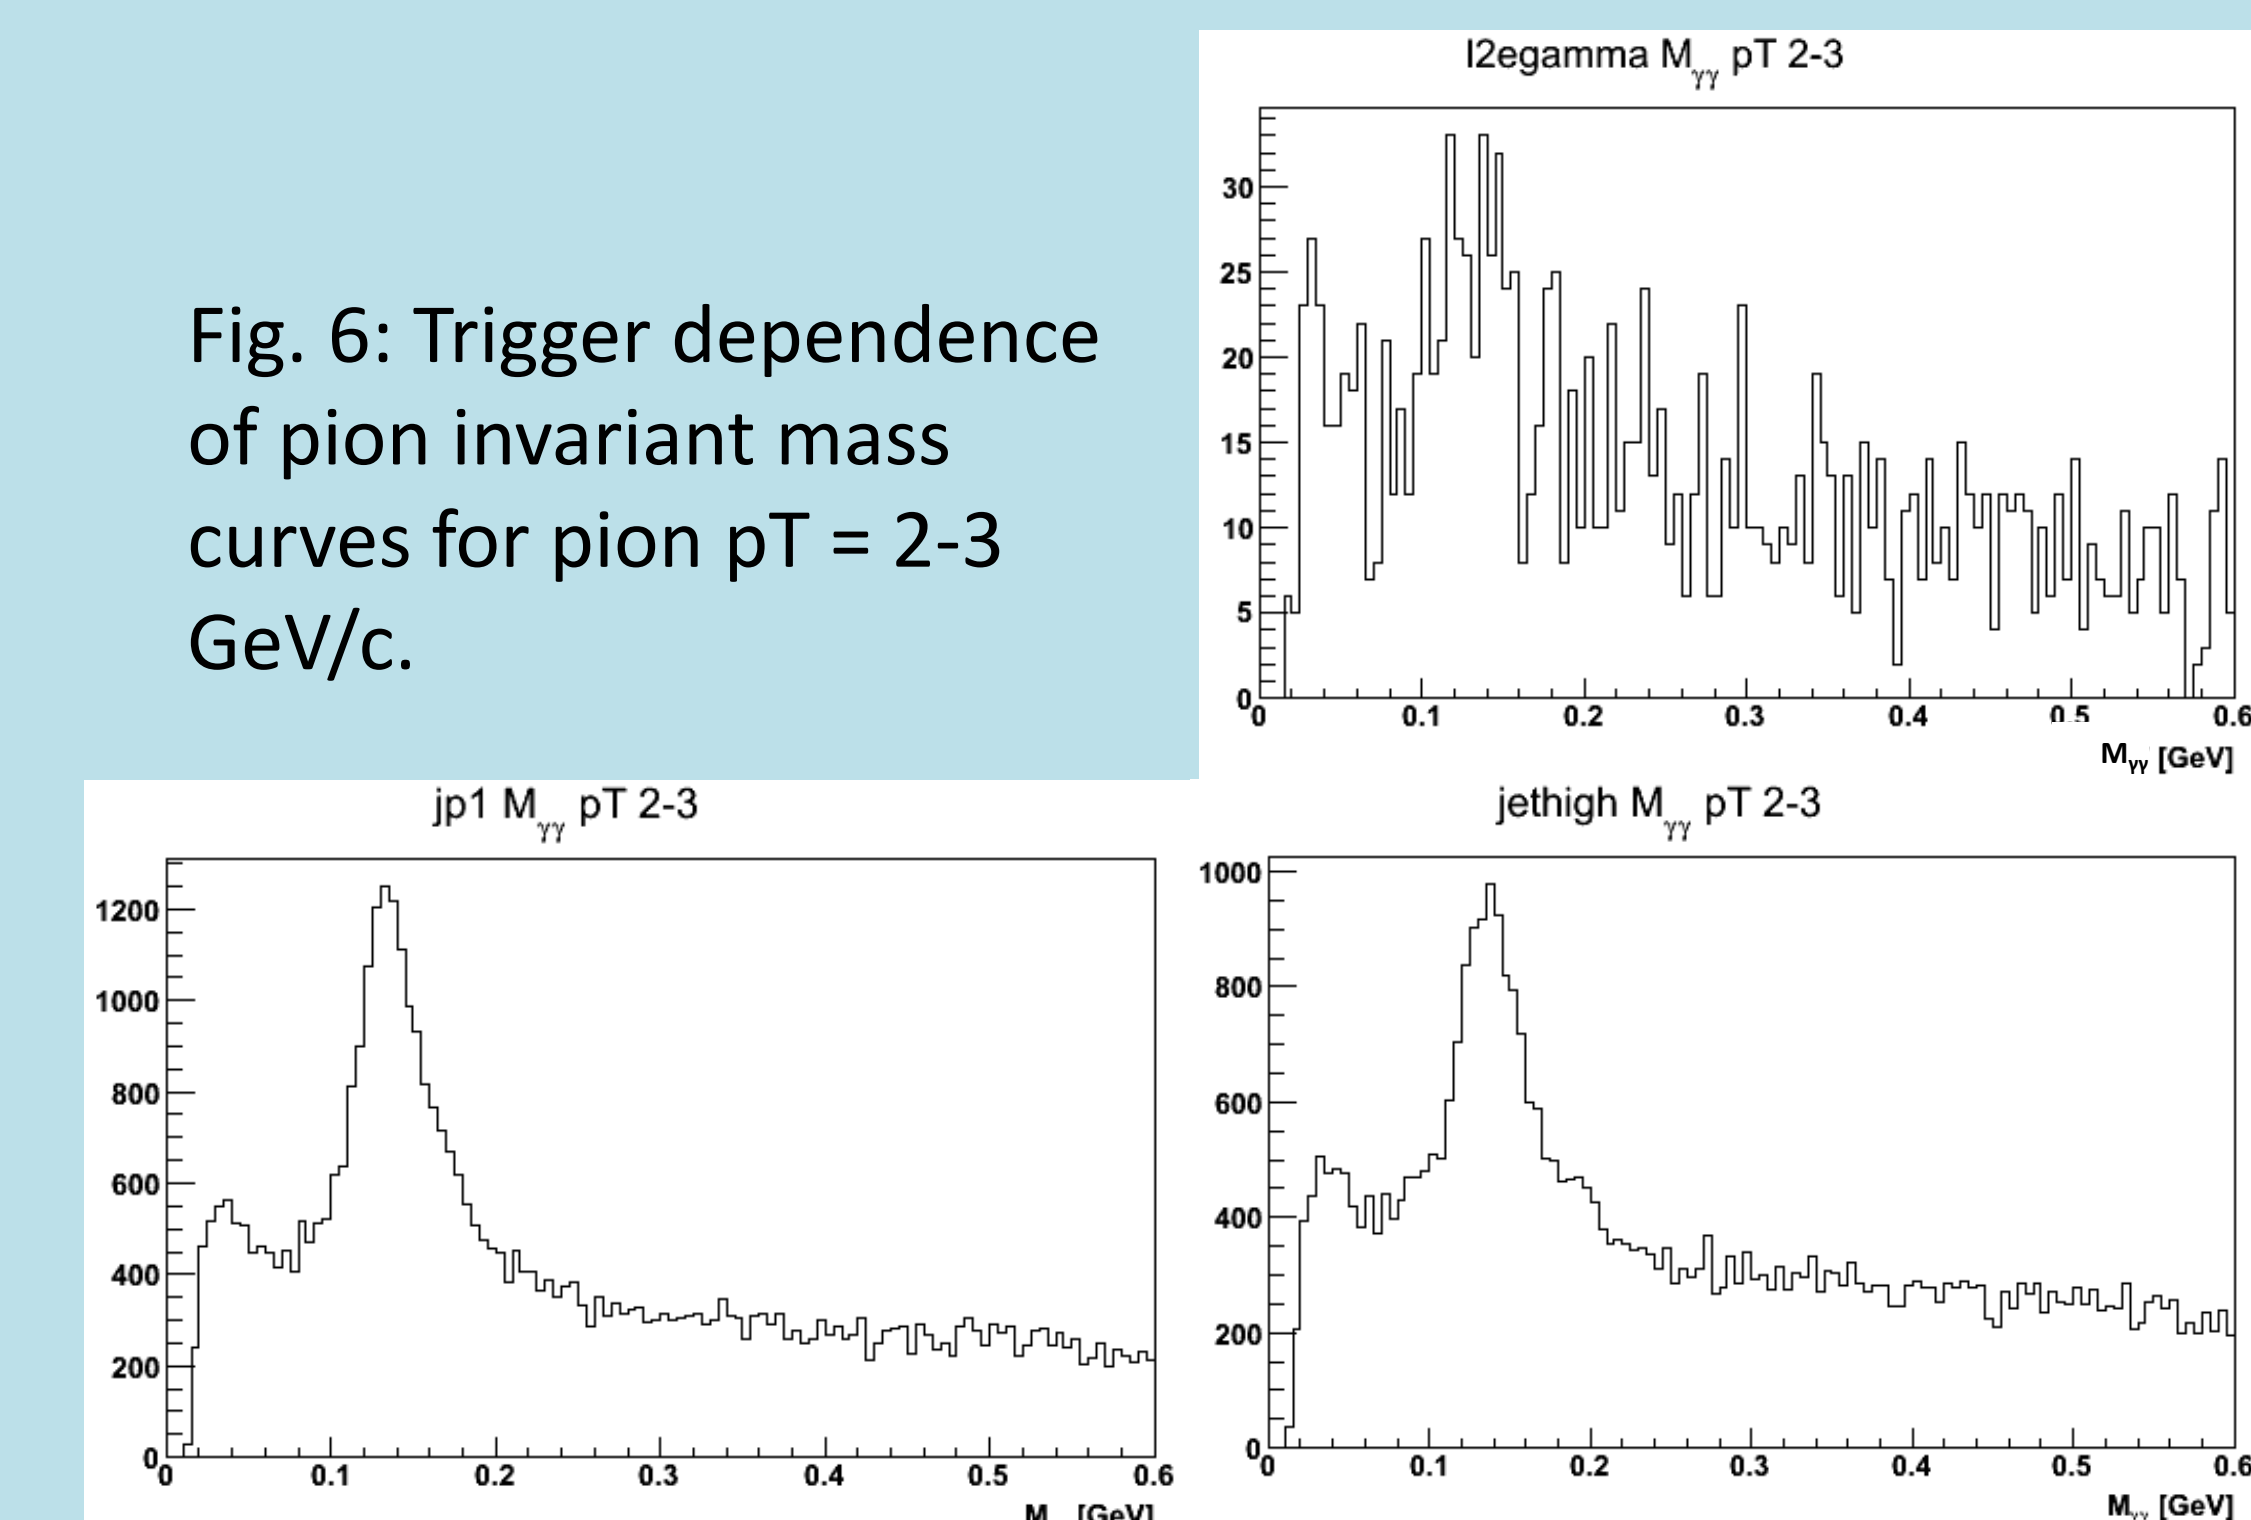 l2egamma Mγγ pT 2-3
30
25
20
15
10
5
0
0 0.1 0.2 0.3 0.4 0.5 0.6
Mγγ [GeV]
Fig. 6: Trigger dependence
of pion invariant mass
curves for pion pT = 2-3
GeV/c.
jp1 Mγγ pT 2-3
1200
1000
800
600
400
200
0
0 0.1 0.2 0.3 0.4 0.5 0.6
M [GeV]
jethigh Mγγ pT 2-3
1000
800
600
400
200
0
0 0.1 0.2 0.3 0.4 0.5 0.6
Mγγ [GeV]